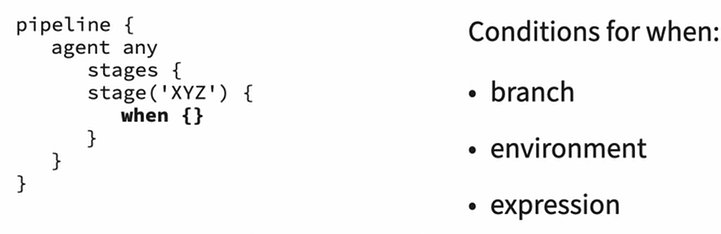 pipeline {
   agent any
      stages {
      stage('XYZ') {
         when {}
      }
   }
}
Conditions for when:
• branch
• environment
• expression